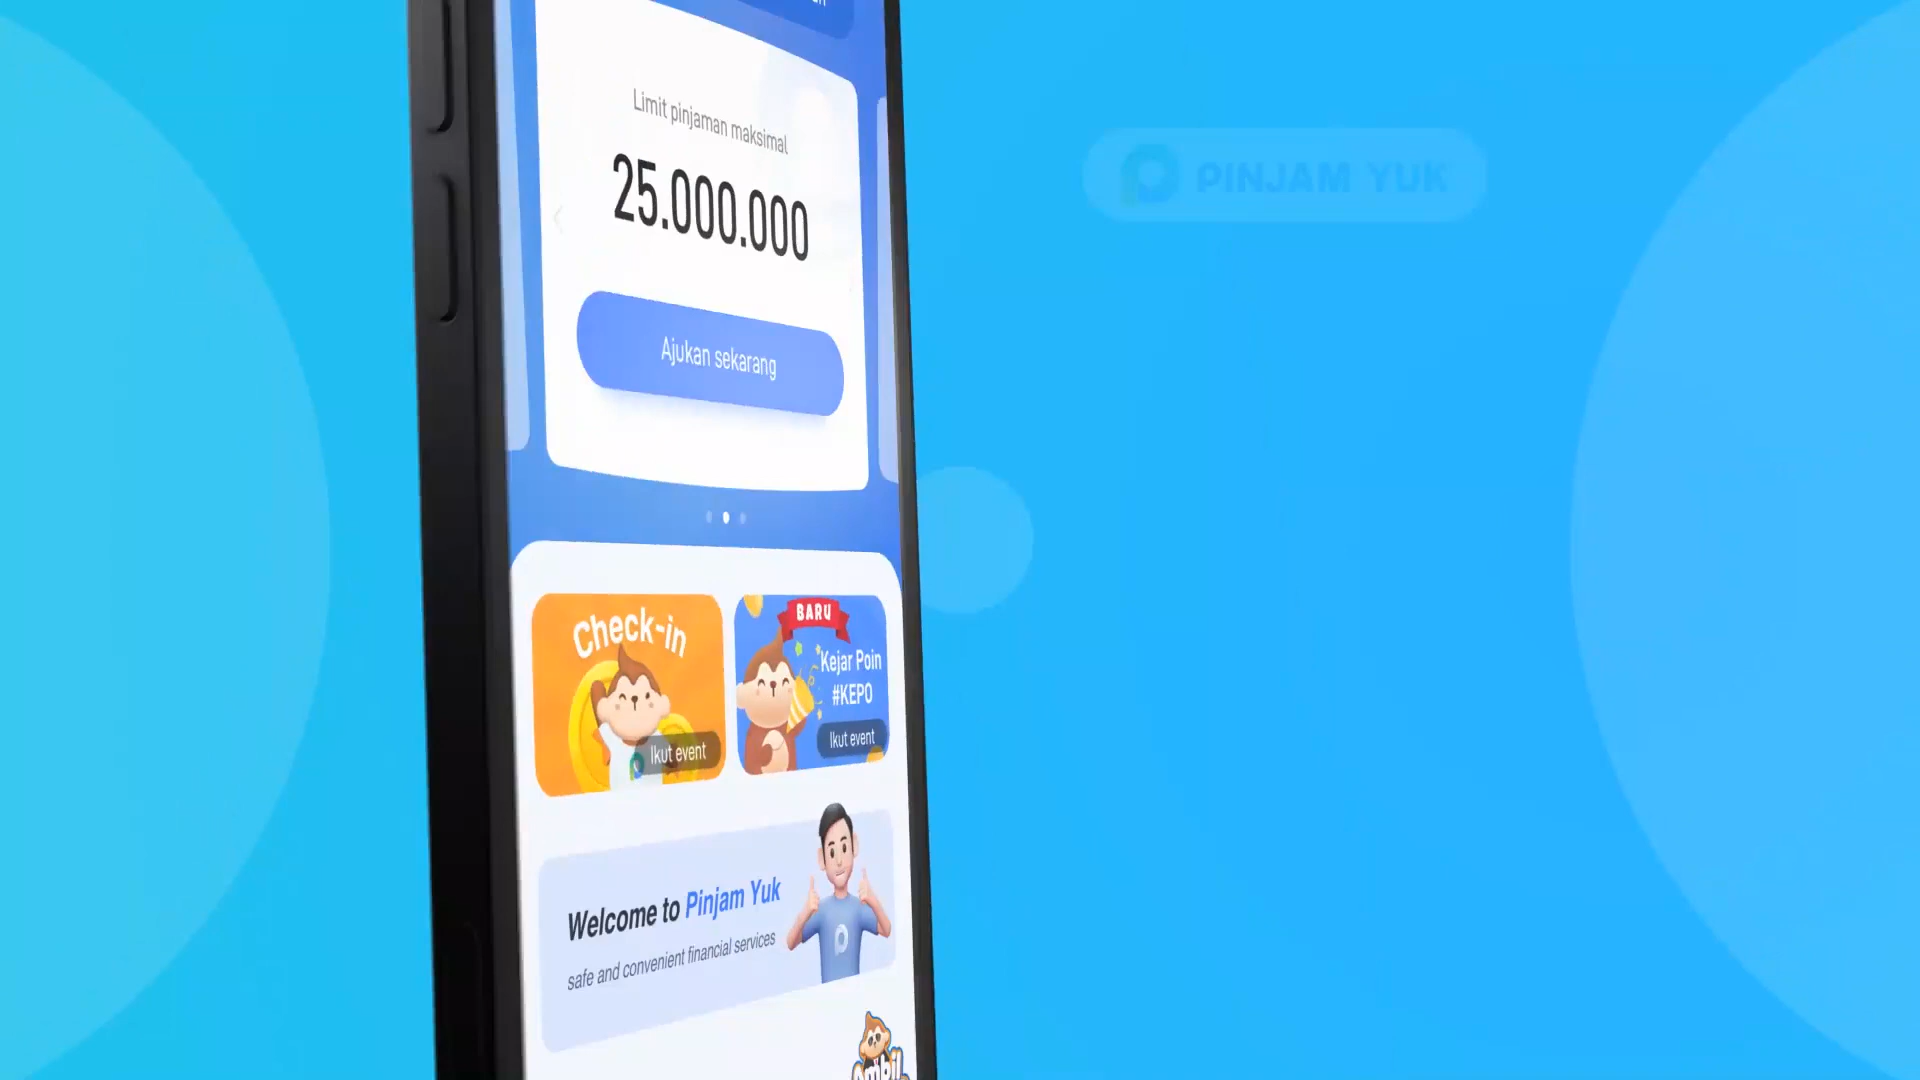 Limit pinjaman maksimal
25.000.000
Ajukan sekarang
PINJAM YUK
Check-in
Ikut event
BARU
Kejar Poin
#KEPO
Ikut event
Welcome to Pinjam Yuk
safe and convenient financial services